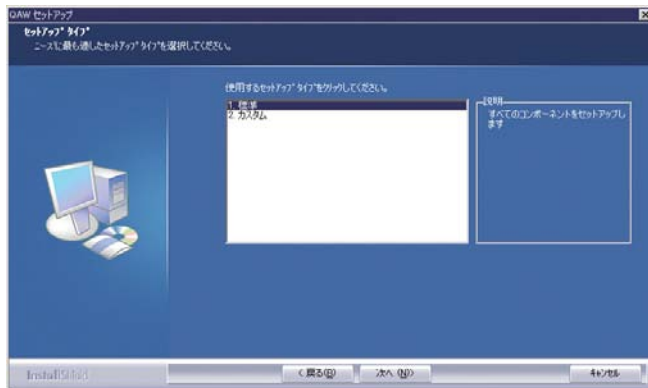 QAW セットアップ
セットアップ タイプ
ニーズに最も適したセットアップ タイプを選択してください。
使用するセットアップ タイプをクリックしてください。
1. 標準
2. カスタム
説明
すべてのコンポーネントをセットアップし
ます
InstallShield
< 戻る(B)
次へ (N)>
キャンセル